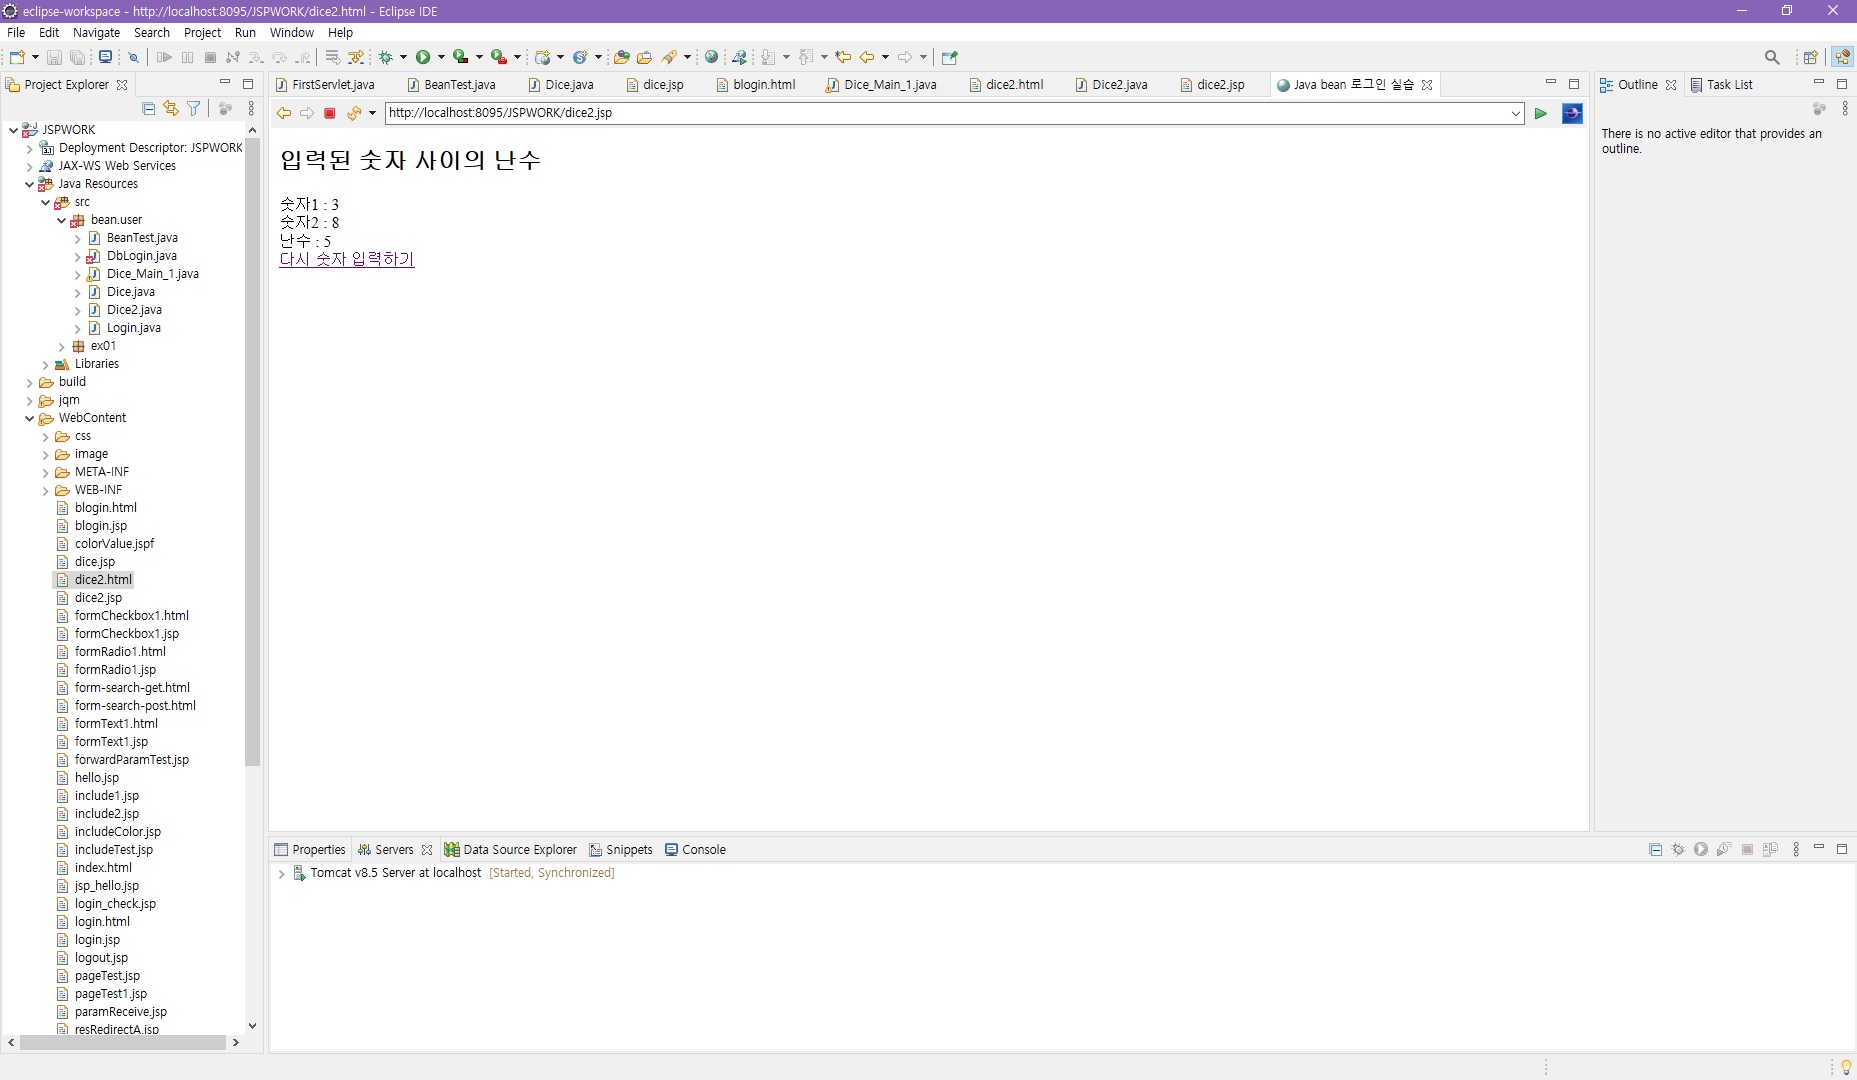 eclipse-workspace - http://localhost:8095/JSPWORK/dice2.html - Eclipse IDE
File Edit Navigate Search Project Run Window Help
Project Explorer
JSPWORK
Deployment Descriptor: JSPWORK
JAX-WS Web Services
Java Resources
src
bean.user
BeanTest.java
DbLogin.java
Dice_Main_1.java
Dice.java
Dice2.java
Login.java
ex01
Libraries
build
jqm
WebContent
css
image
META-INF
WEB-INF
blogin.html
blogin.jsp
colorValue.jspf
dice.jsp
dice2.html
dice2.jsp
formCheckbox1.html
formCheckbox1.jsp
formRadio1.html
formRadio1.jsp
form-search-get.html
form-search-post.html
formText1.html
formText1.jsp
forwardParamTest.jsp
hello.jsp
include1.jsp
include2.jsp
includeColor.jsp
includeTest.jsp
index.html
jsp_hello.jsp
login_check.jsp
login.html
login.jsp
logout.jsp
pageTest.jsp
pageTest1.jsp
paramReceive.jsp
resRedirectA.jsp
FirstServlet.java BeanTest.java Dice.java dice.jsp blogin.html Dice_Main_1.java dice2.html Dice2.java dice2.jsp Java bean 로그인 실습
http://localhost:8095/JSPWORK/dice2.jsp
입력된 숫자 사이의 난수
숫자1 : 3
숫자2 : 8
난수 : 5
다시 숫자 입력하기
Outline Task List
There is no active editor that provides an
outline.
Properties Servers Data Source Explorer Snippets Console
Tomcat v8.5 Server at localhost [Started, Synchronized]